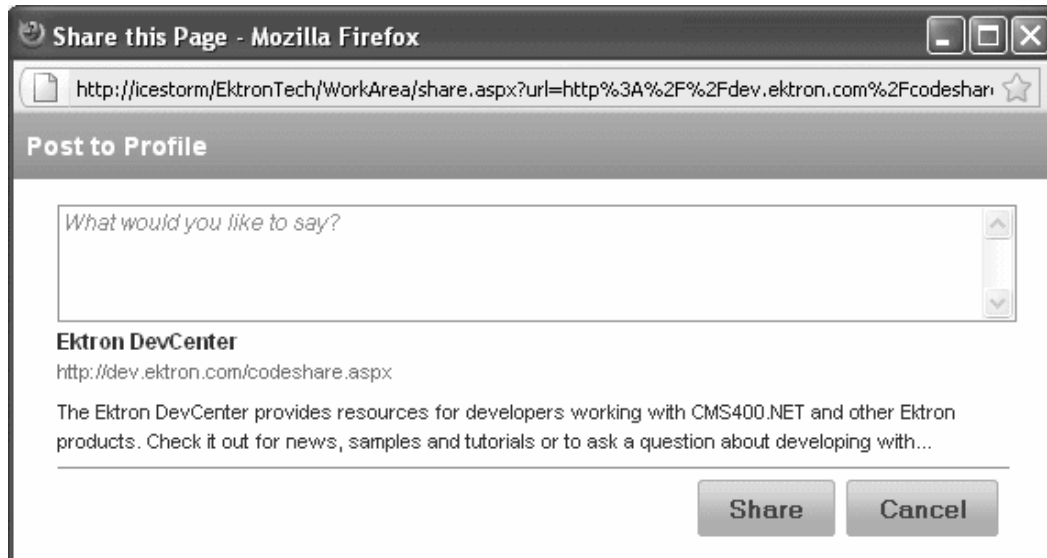 Share this Page - Mozilla Firefox
http://icestorm/EktronTech/WorkArea/share.aspx?url=http%3A%2F%2Fdev.ektron.com%2Fcodeshare
Post to Profile
What would you like to say?
Ektron DevCenter
http://dev.ektron.com/codeshare.aspx
The Ektron DevCenter provides resources for developers working with CMS400.NET and other Ektron
products. Check it out for news, samples and tutorials or to ask a question about developing with...
Share Cancel